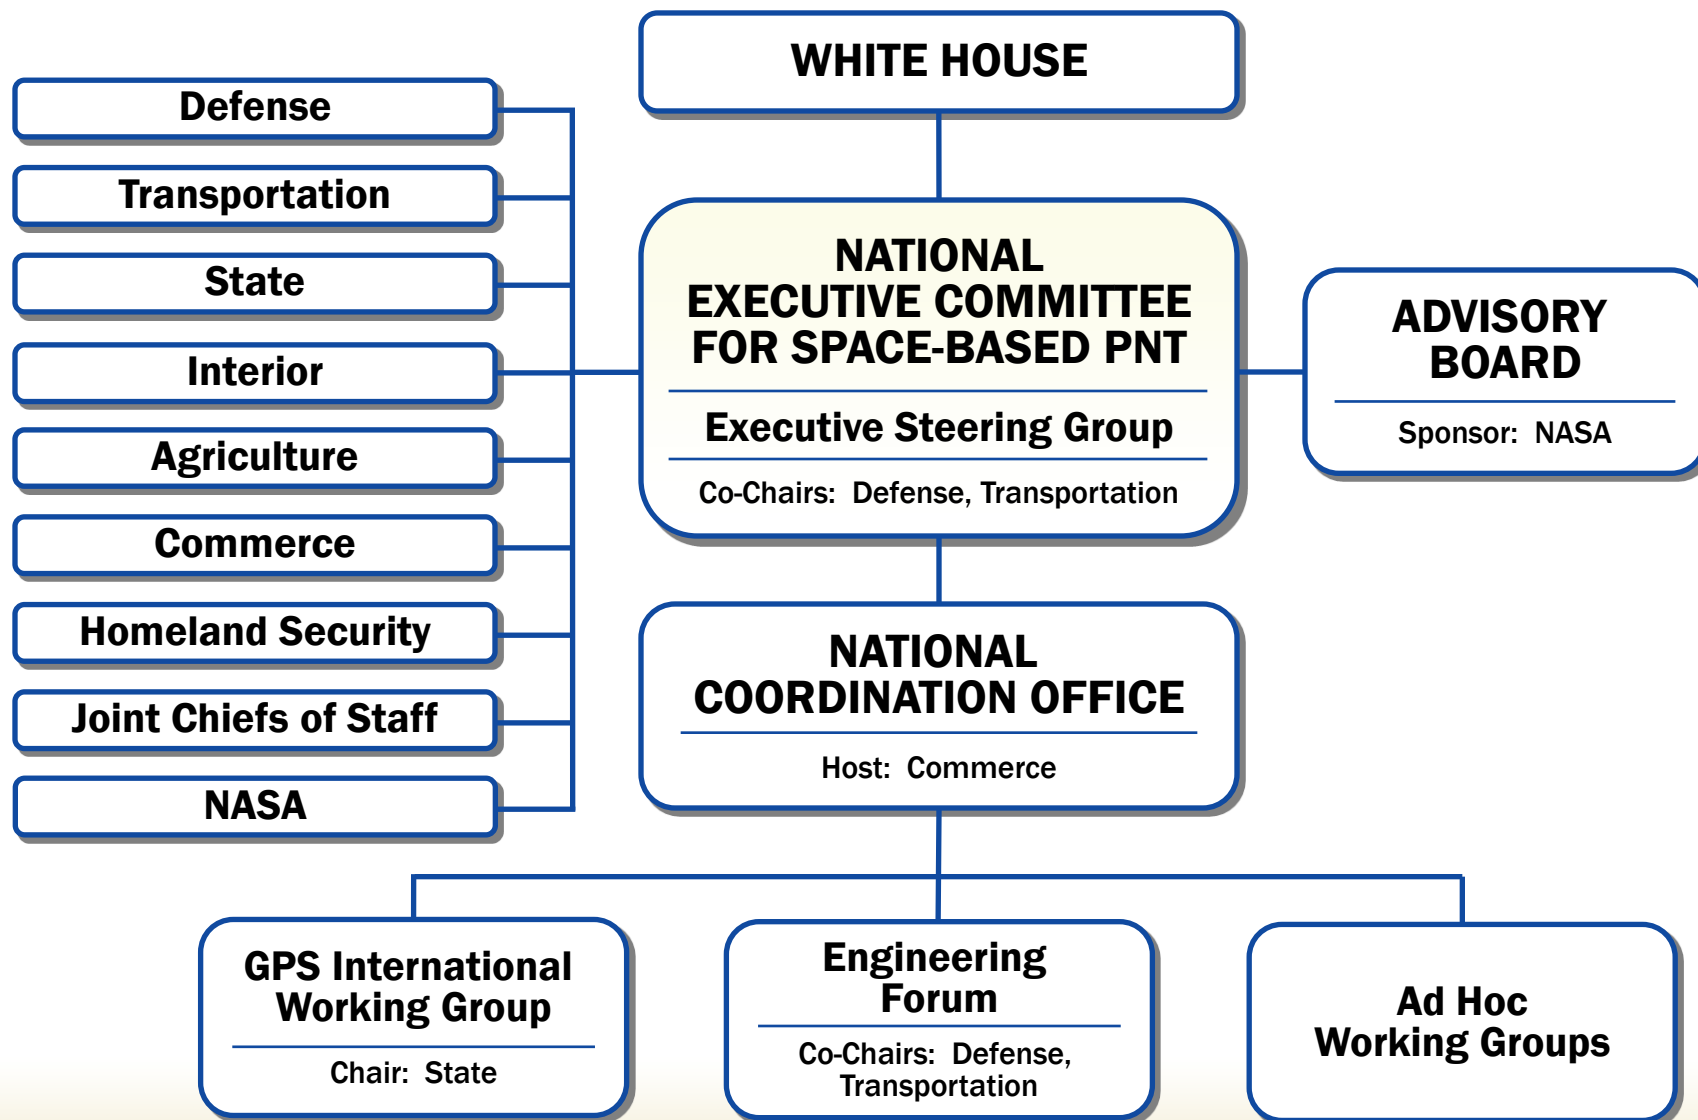 WHITE HOUSE
Defense
Transportation
State
Interior
Agriculture
Commerce
Homeland Security
Joint Chiefs of Staff
NASA
NATIONAL
EXECUTIVE COMMITTEE
FOR SPACE-BASED PNT
Executive Steering Group
Co-Chairs: Defense, Transportation
ADVISORY
BOARD
Sponsor: NASA
NATIONAL
COORDINATION OFFICE
Host: Commerce
GPS International
Working Group
Chair: State
Engineering
Forum
Co-Chairs: Defense,
Transportation
Ad Hoc
Working Groups